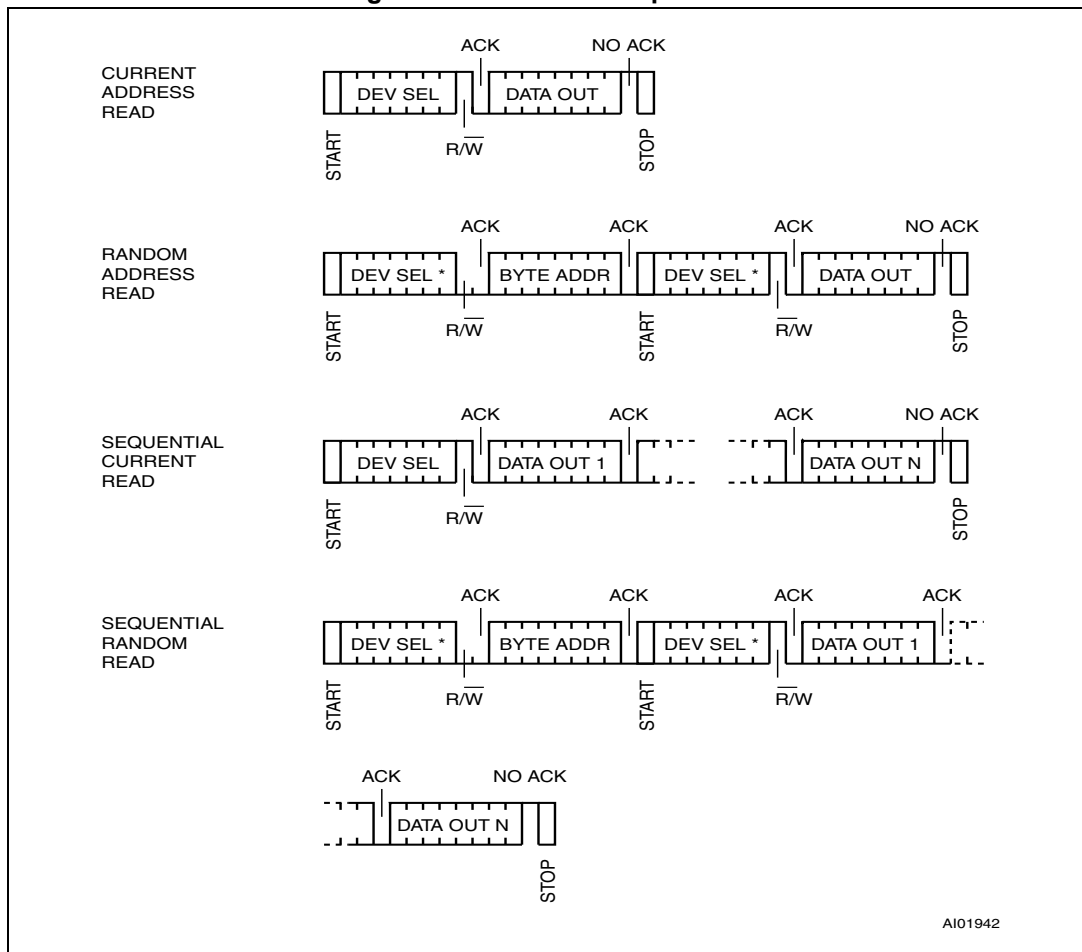 ACK NO ACK
CURRENT
ADDRESS
READ
DEV SEL DATA OUT
START R/W̅ STOP
ACK ACK ACK NO ACK
RANDOM
ADDRESS
READ
DEV SEL * BYTE ADDR DEV SEL * DATA OUT
START R/W̅ START R̅/W STOP
ACK ACK ACK NO ACK
SEQUENTIAL
CURRENT
READ
DEV SEL DATA OUT 1 DATA OUT N
START R/W̅ STOP
ACK ACK ACK ACK
SEQUENTIAL
RANDOM
READ
DEV SEL * BYTE ADDR DEV SEL * DATA OUT 1
START R/W̅ START R̅/W
ACK NO ACK
DATA OUT N
STOP
AI01942